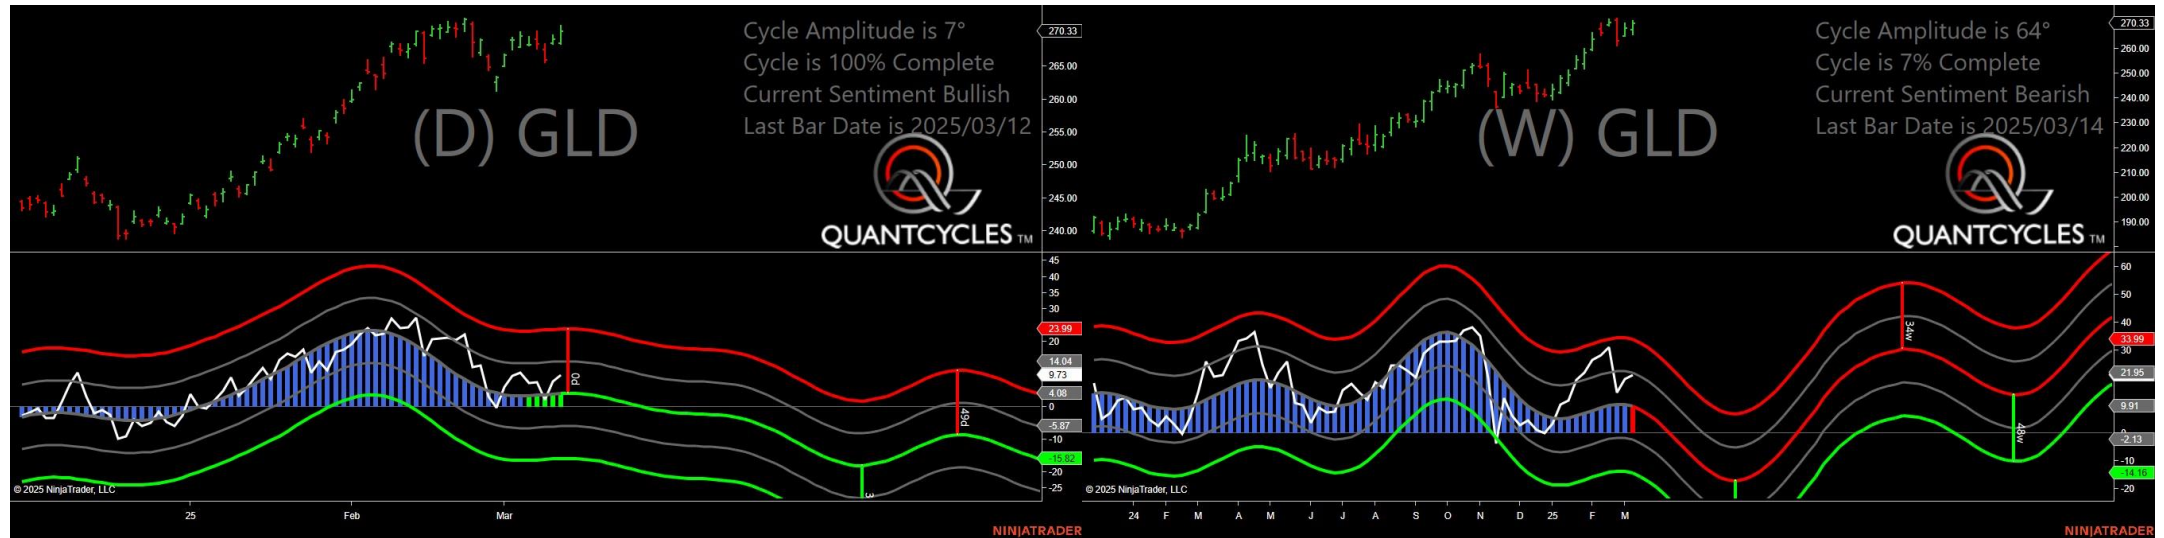 Cycle Amplitude is 7°
Cycle is 100% Complete
Current Sentiment Bullish
Last Bar Date is 2025/03/12
(D) GLD
QUANTCYCLES TM
270.33
265.00
260.00
255.00
250.00
245.00
240.00
45
40
35
30
23.99
20
14.04
9.73
4.08
0
-5.87
-10
-15.82
-20
-25
0d
49d
3
© 2025 NinjaTrader, LLC
25
Feb
Mar
NINJATRADER
Cycle Amplitude is 64°
Cycle is 7% Complete
Current Sentiment Bearish
Last Bar Date is 2025/03/14
(W) GLD
QUANTCYCLES TM
270.33
260.00
250.00
240.00
230.00
220.00
210.00
200.00
190.00
60
50
40
33.99
30
21.95
9.91
-2.13
-10
-14.16
-20
34w
48w
© 2025 NinjaTrader, LLC
24 F M A M J J A S O N D 25 F M
NINJATRADER